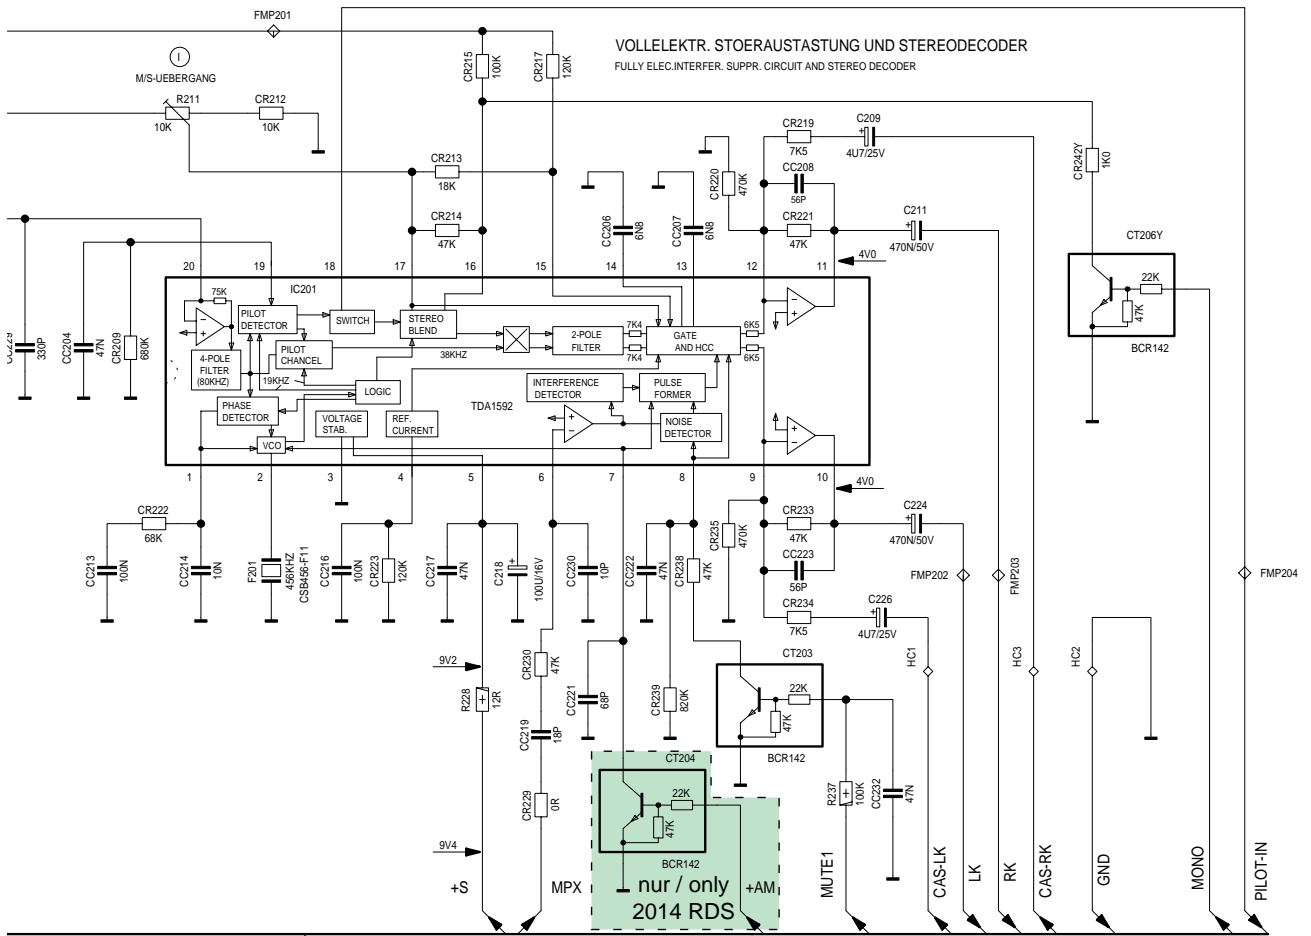 FMP201
VOLLELEKTR. STOERAUSTASTUNG UND STEREODECODER
FULLY ELEC.INTERFER. SUPPR. CIRCUIT AND STEREO DECODER
I
M/S-UEBERGANG
R211
10K
CR212
10K
CR215
100K
CR217
120K
CR213
18K
CR214
47K
CR219
7K5
C209
4U7/25V
CC208
56P
CR220
470K
CR221
47K
C211
470N/50V
CC206
6N8
CC207
6N8
CR242Y
1K0
CT206Y
22K
47K
BCR142
4V0
330P
CC204
47N
CR209
680K
20
19
18
17
16
15
14
13
12
11
IC201
75K
PILOT
DETECTOR
SWITCH
STEREO
BLEND
PILOT
CHANNEL
4-POLE
FILTER
(80KHZ)
38KHZ
19KHZ
LOGIC
PHASE
DETECTOR
VCO
VOLTAGE
STAB.
REF.
CURRENT
2-POLE
FILTER
7K4
7K4
GATE
AND HCC
6K5
6K5
INTERFERENCE
DETECTOR
PULSE
FORMER
TDA1592
NOISE
DETECTOR
1
2
3
4
5
6
7
8
9
10
4V0
CR222
68K
CC213
100N
CC214
10N
F201
456KHZ
CSB456-F11
CC216
100N
CR223
120K
CC217
47N
C218
100U/16V
CC230
10P
CC222
47N
CR238
47K
CR235
470K
CR233
47K
CC223
56P
CR234
7K5
C224
470N/50V
C226
4U7/25V
FMP202
FMP203
FMP204
HC1
HC3
HC2
9V2
R228
12R
CR230
47K
CC219
18P
CR229
0R
CC221
68P
CR239
820K
CT203
22K
47K
BCR142
R237
100K
CC232
47N
CT204
22K
47K
BCR142
9V4
nur / only
2014 RDS
+S
MPX
+AM
MUTE1
CAS-LK
LK
RK
CAS-RK
GND
MONO
PILOT-IN